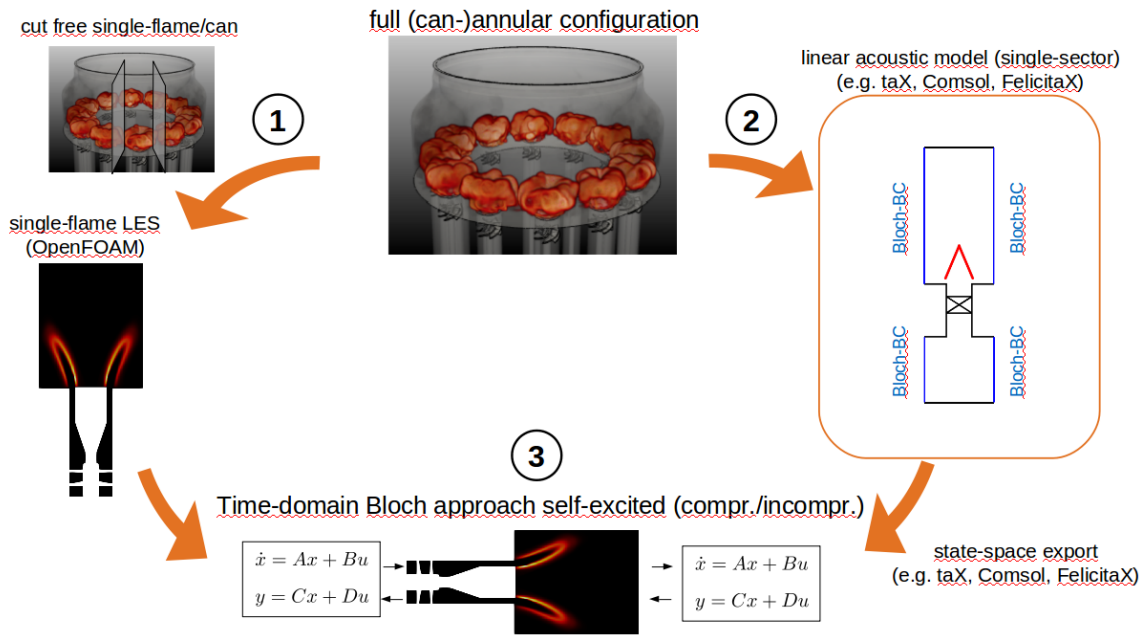 cut free single-flame/can
full (can-)annular configuration
linear acoustic model (single-sector)
(e.g. taX, Comsol, FelicitaX)
1
2
single-flame LES
(OpenFOAM)
Bloch-BC
Bloch-BC
Bloch-BC
Bloch-BC
3
Time-domain Bloch approach self-excited (compr./incompr.)
ẋ = Ax + Bu
y = Cx + Du
ẋ = Ax + Bu
y = Cx + Du
state-space export
(e.g. taX, Comsol, FelicitaX)